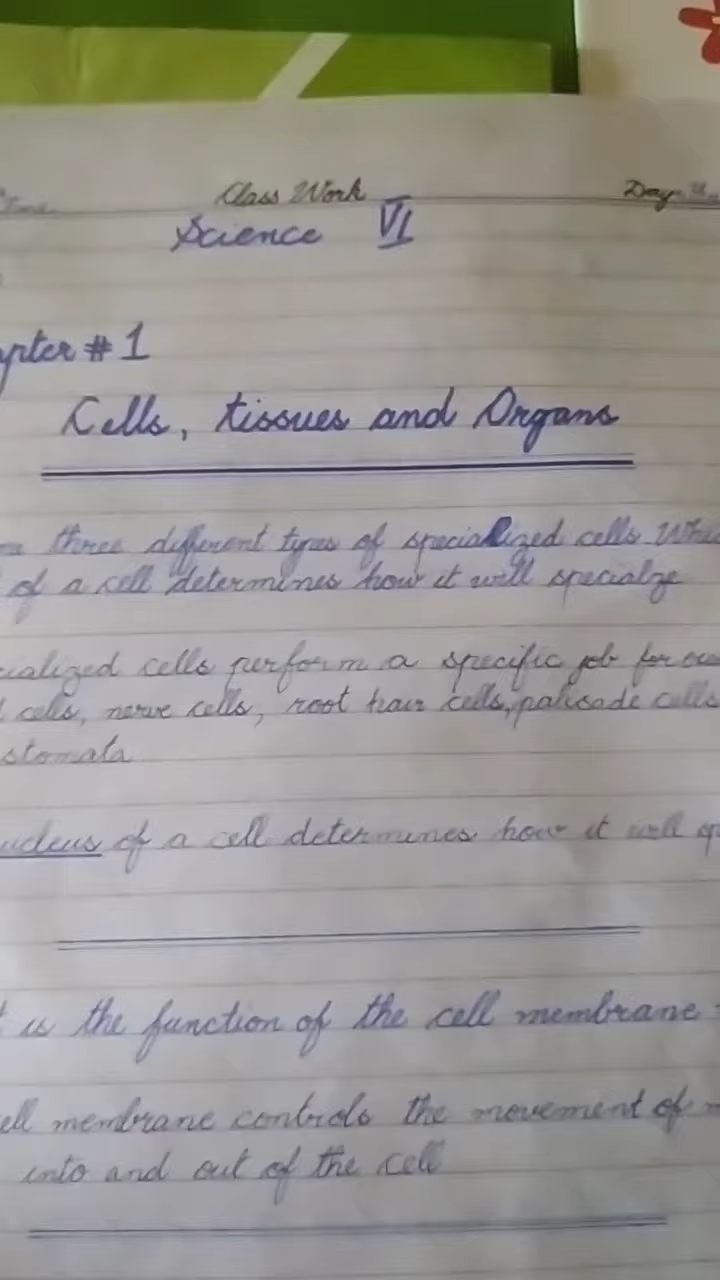 Class Work Day
Science VI
pter # 1
Cells, tissues and Organs
three different types of specialized cells
of a cell determines how it will specialze
ialized cells perform a specific job for
cells, nerve cells, root hair cells, palisade cells
stomata
ucleus of a cell determines how it will
is the function of the cell membrane
ell membrane controls the movement of
into and out of the cell